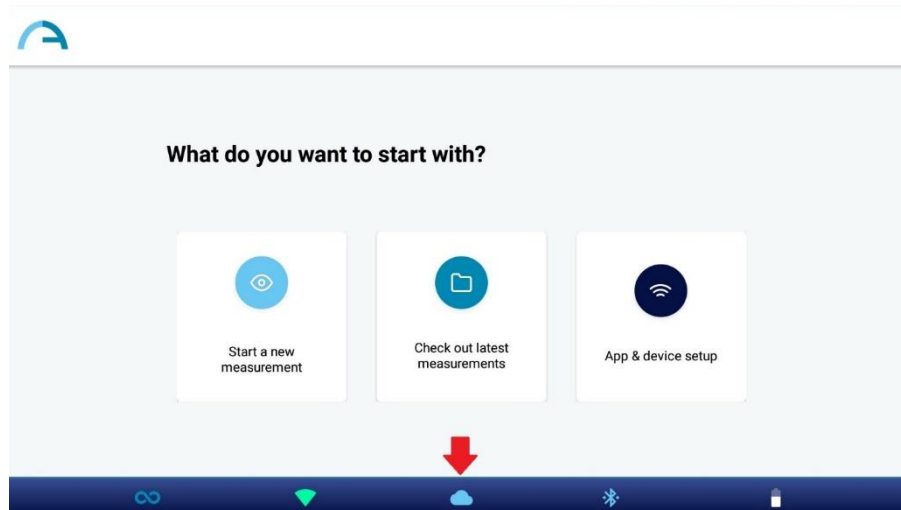 What do you want to start with?
Start a new
measurement
Check out latest
measurements
App & device setup